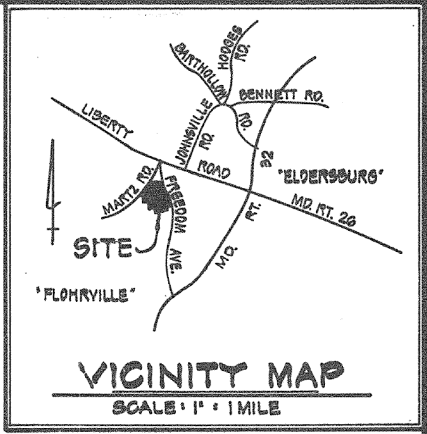 HODGES
RD.
BARTHOLLOW
RD.
BENNETT RD.
LIBERTY
JOHNSVILLE
RD.
ROAD
32
"ELDERSBURG"
MARTZ RD.
FREEDOM
AVE.
MD. RT. 26
SITE
MD.
RT.
"FLOHRVILLE"
VICINITY MAP
SCALE: 1" = 1 MILE